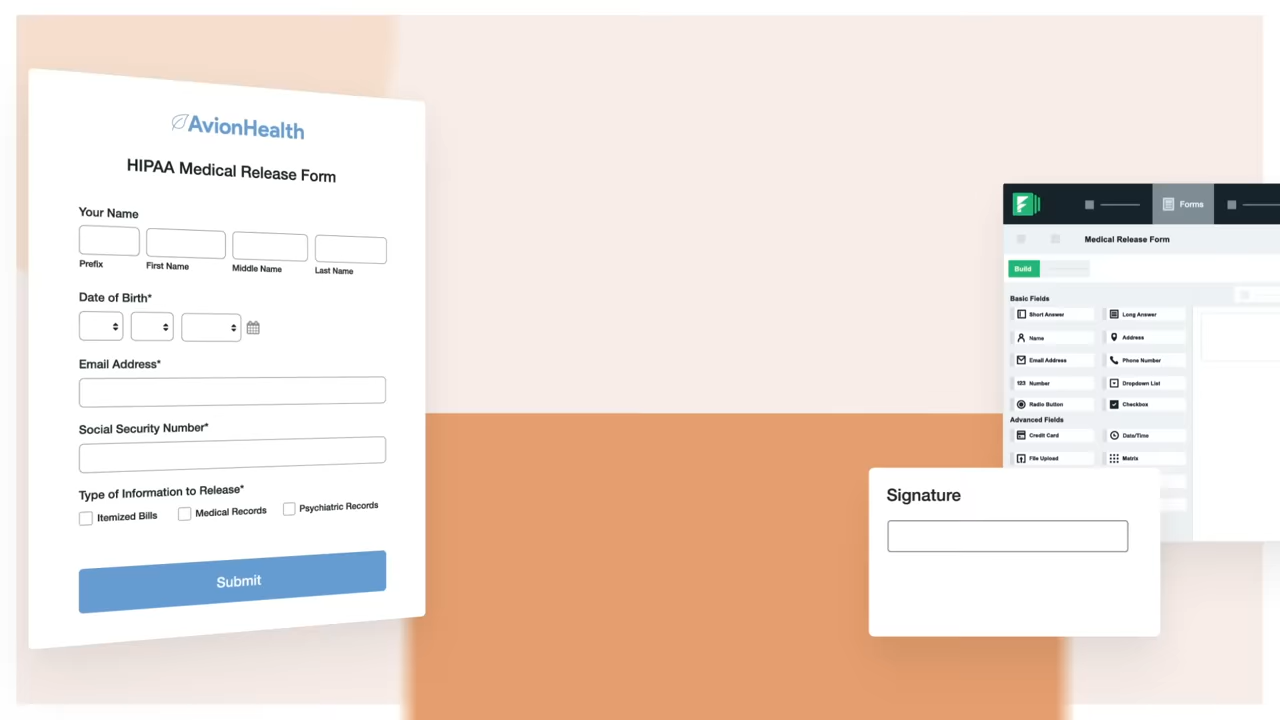 AvionHealth
HIPAA Medical Release Form
Your Name
Prefix First Name Middle Name Last Name
Date of Birth*
Email Address*
Social Security Number*
Type of Information to Release*
Itemized Bills Medical Records Psychiatric Records
Submit
Forms
Medical Release Form
Build
Basic Fields
Short Answer Long Answer
Name Address
Email Address Phone Number
123 Number Dropdown List
Radio Button Checkbox
Advanced Fields
Credit Card Date/Time
File Upload Matrix
Signature